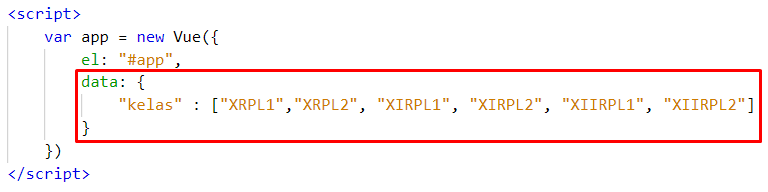 <script>
var app = new Vue({
el: "#app",
data: {
"kelas" : ["XRPL1","XRPL2", "XIRPL1", "XIRPL2", "XIIRPL1", "XIIRPL2"]
}
})
</script>